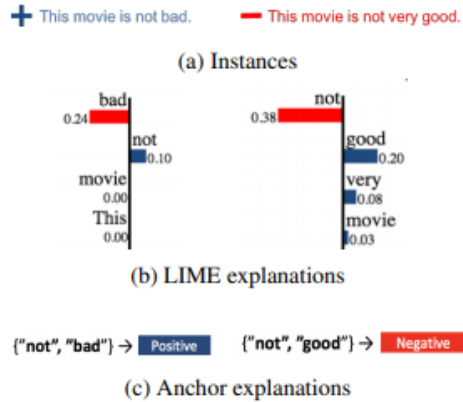 + This movie is not bad. — This movie is not very good.
(a) Instances
bad
0.24
not
0.10
movie
0.00
This
0.00
not
0.38
good
0.20
very
0.08
movie
0.03
(b) LIME explanations
{"not", "bad"} → Positive {"not", "good"} → Negative
(c) Anchor explanations